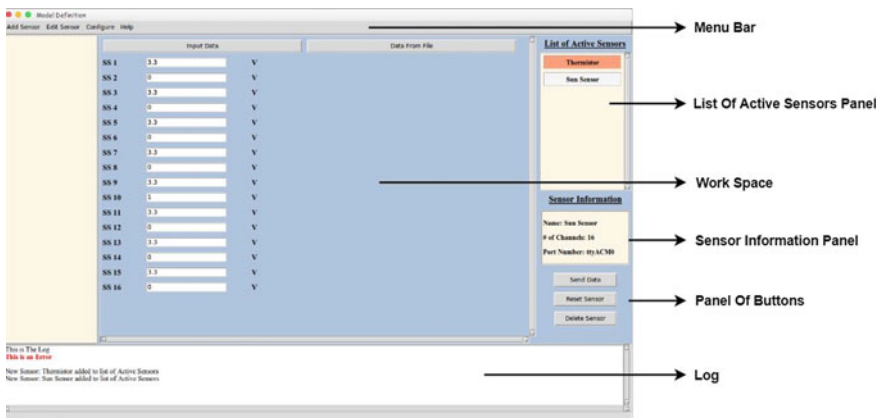 Model Definition
Add Sensor Edit Sensor Configure Help
Menu Bar
Input Data
Data From File
List of Active Sensors
SS 1 3.3 V
Thermistor
SS 2 0 V
Sun Sensor
SS 3 3.3 V
SS 4 0 V
List Of Active Sensors Panel
SS 5 3.3 V
SS 6 0 V
SS 7 3.3 V
SS 8 0 V
SS 9 3.3 V
Work Space
SS 10 1 V
Sensor Information
SS 11 3.3 V
Name: Sun Sensor
SS 12 0 V
# of Channels: 16
Sensor Information Panel
SS 13 3.3 V
Port Number: ttyACM0
SS 14 0 V
SS 15 3.3 V
Send Data
SS 16 0 V
Reset Sensor
Panel Of Buttons
Delete Sensor
This is The Log
This is an Error
New Sensor: Thermistor added to list of Active Sensors
New Sensor: Sun Sensor added to list of Active Sensors
Log